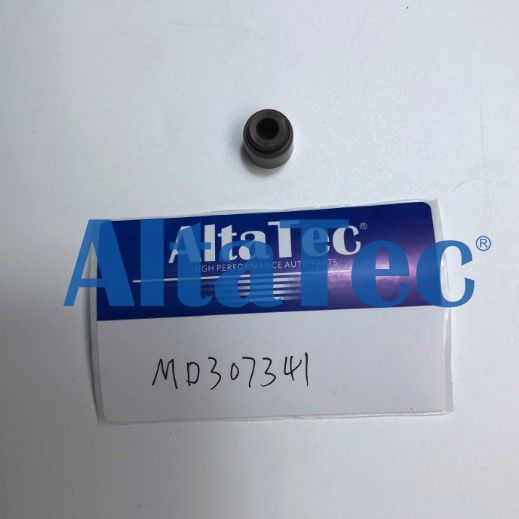 AltaTec®
HIGH PERFORMANCE AUTO PARTS
AltaTec®
MD307341